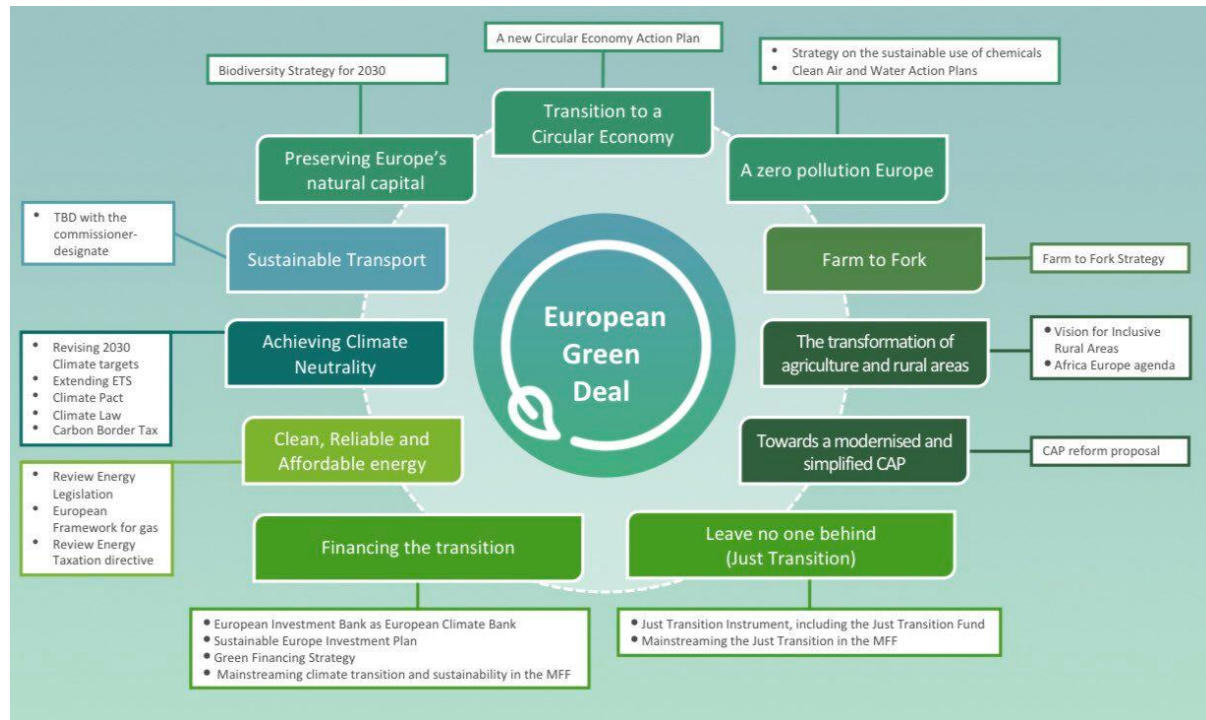 A new Circular Economy Action Plan
Biodiversity Strategy for 2030
• Strategy on the sustainable use of chemicals
• Clean Air and Water Action Plans
Transition to a
Circular Economy
Preserving Europe's
natural capital
A zero pollution Europe
• TBD with the
commissioner-
designate
Sustainable Transport
Farm to Fork
Farm to Fork Strategy
European
Green
Deal
• Revising 2030
Climate targets
• Extending ETS
• Climate Pact
• Climate Law
• Carbon Border Tax
Achieving Climate
Neutrality
The transformation of
agriculture and rural areas
• Vision for Inclusive
Rural Areas
• Africa Europe agenda
Clean, Reliable and
Affordable energy
Towards a modernised and
simplified CAP
CAP reform proposal
• Review Energy
Legislation
• European
Framework for gas
• Review Energy
Taxation directive
Financing the transition
Leave no one behind
(Just Transition)
• European Investment Bank as European Climate Bank
• Sustainable Europe Investment Plan
• Green Financing Strategy
• Mainstreaming climate transition and sustainability in the MFF
• Just Transition Instrument, including the Just Transition Fund
• Mainstreaming the Just Transition in the MFF